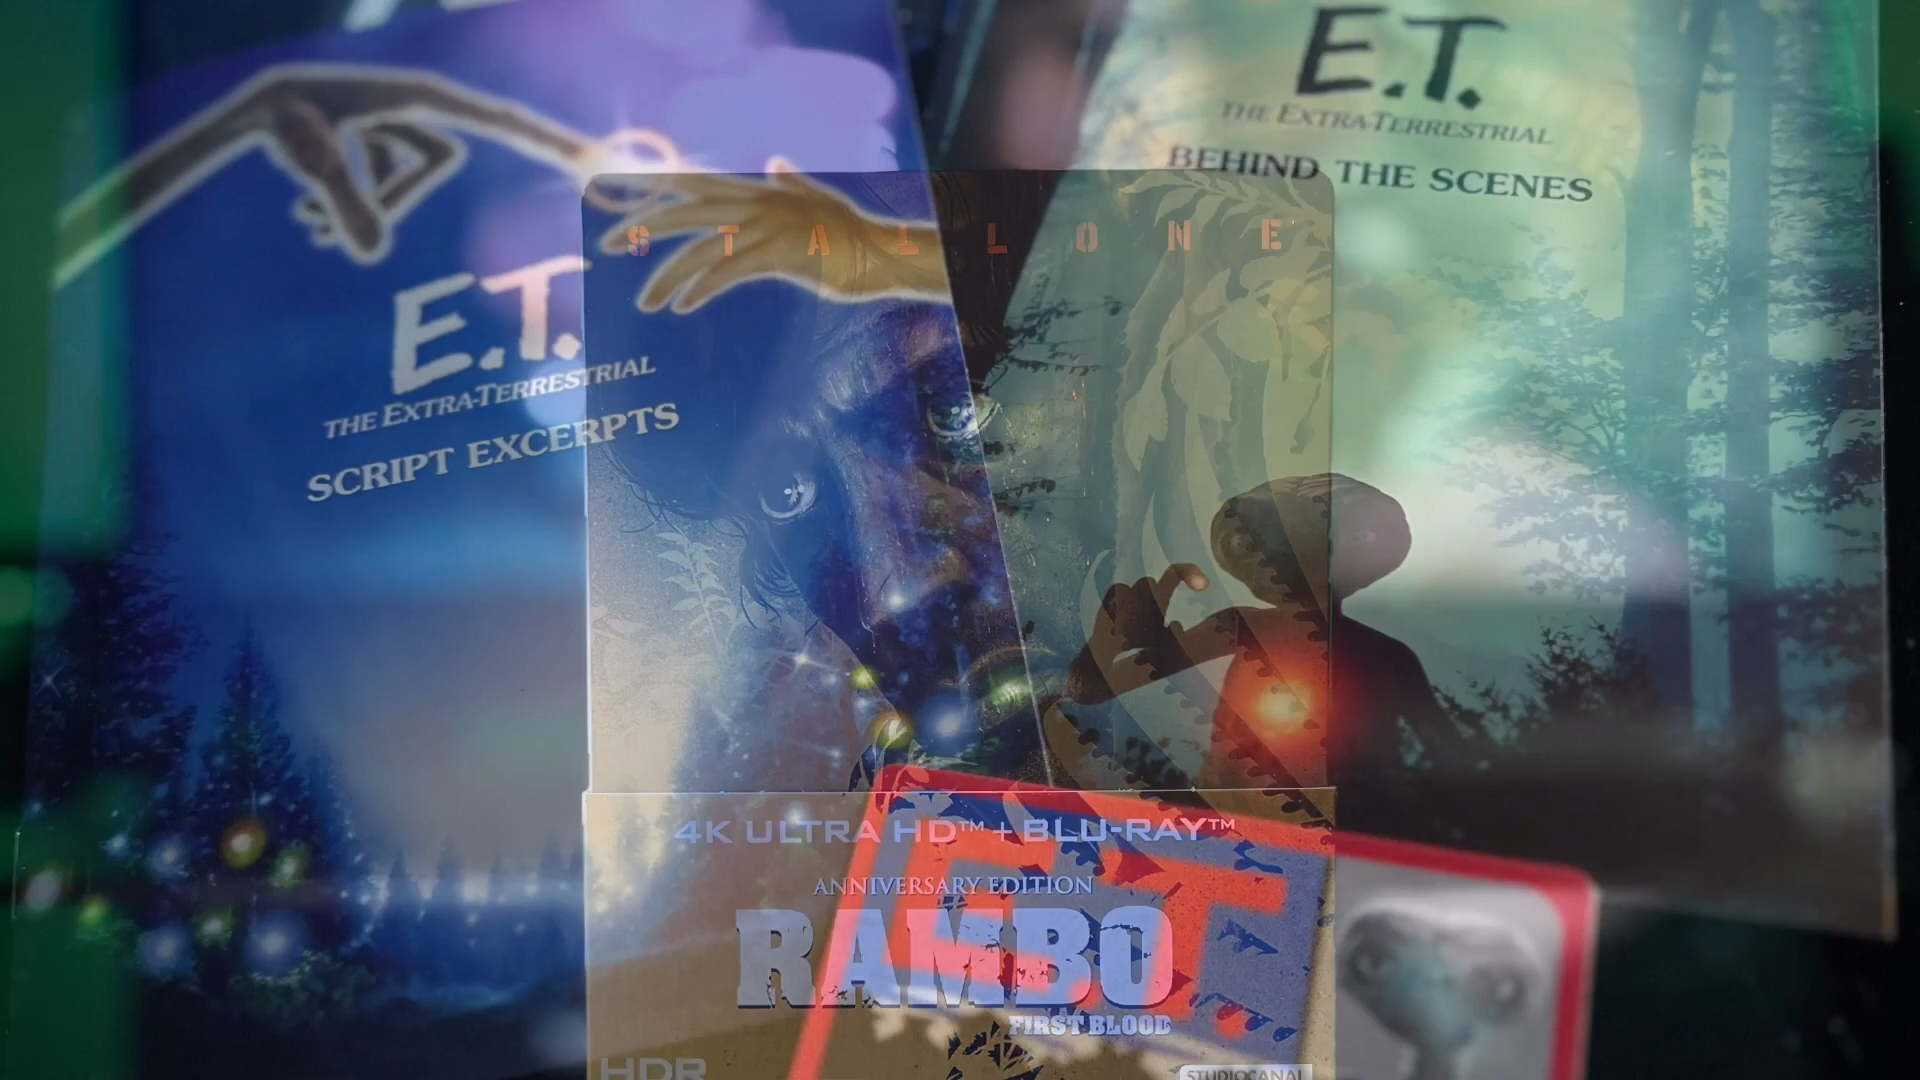 E.T.
THE EXTRA-TERRESTRIAL
BEHIND THE SCENES
STALLONE
E.T.
THE EXTRA-TERRESTRIAL
SCRIPT EXCERPTS
4K ULTRA HD™ + BLU-RAY™
ANNIVERSARY EDITION
RAMBO
FIRST BLOOD
E.T.
HDR
STUDIOCANAL